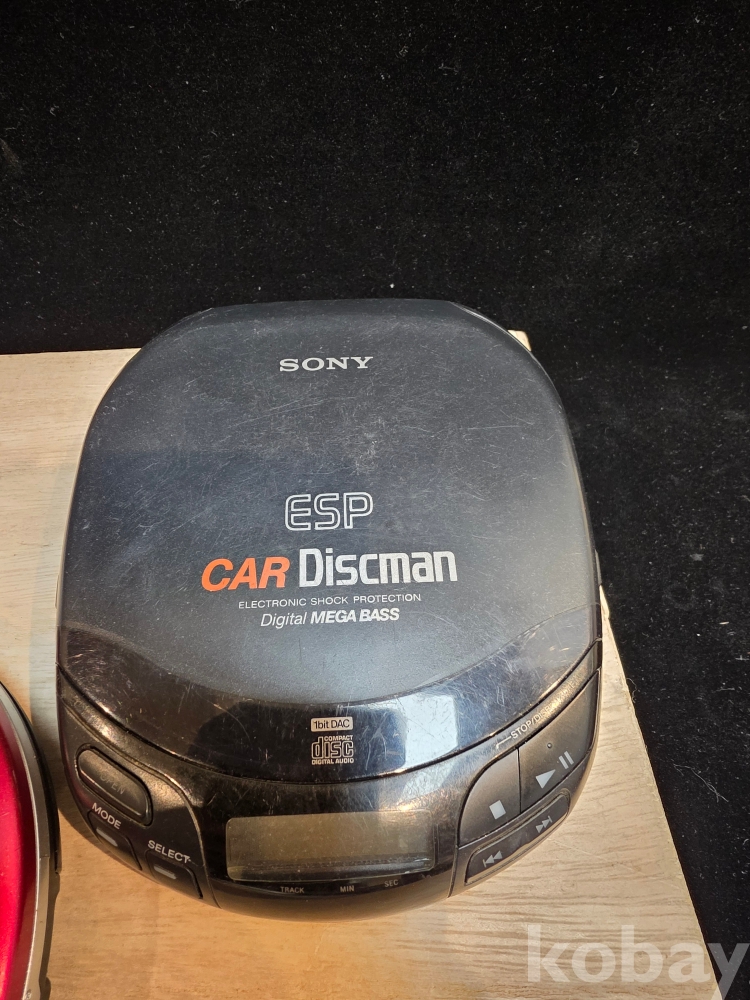 SONY
ESP
CAR Discman
ELECTRONIC SHOCK PROTECTION
Digital MEGA BASS
1bit DAC
COMPACT
disc
DIGITAL AUDIO
OPEN
MODE
SELECT
TRACK MIN SEC
kobay